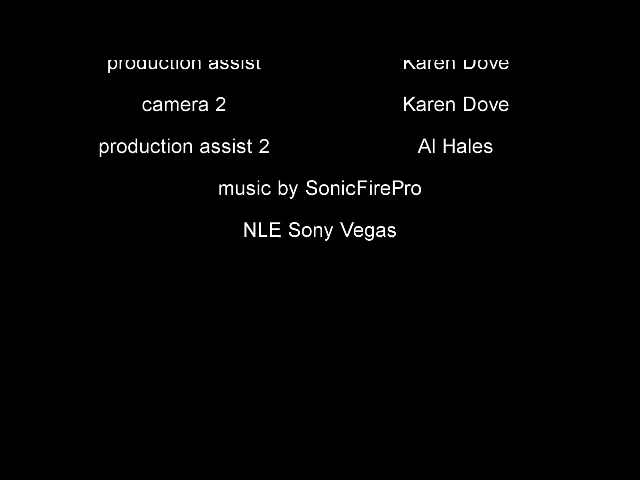 production assist Karen Dove
camera 2 Karen Dove
production assist 2 Al Hales
music by SonicFirePro
NLE Sony Vegas